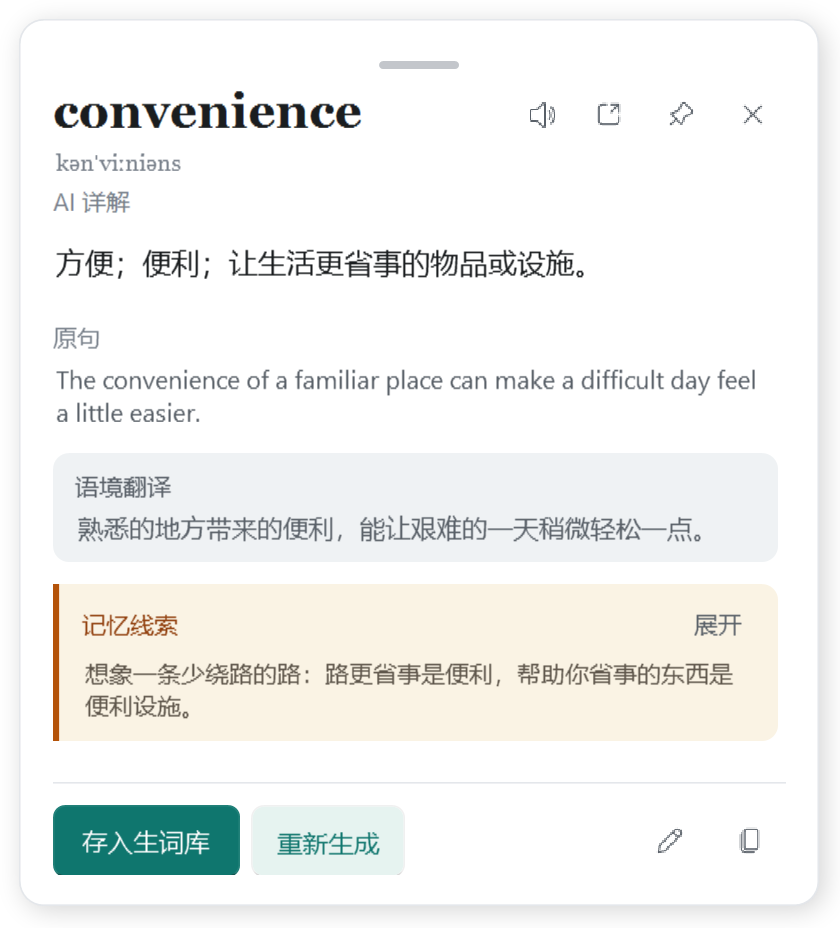 convenience
kən'viːniəns
AI 详解
方便；便利；让生活更省事的物品或设施。
原句
The convenience of a familiar place can make a difficult day feel
a little easier.
语境翻译
熟悉的地方带来的便利，能让艰难的一天稍微轻松一点。
记忆线索
展开
想象一条少绕路的路：路更省事是便利，帮助你省事的东西是
便利设施。
存入生词库
重新生成